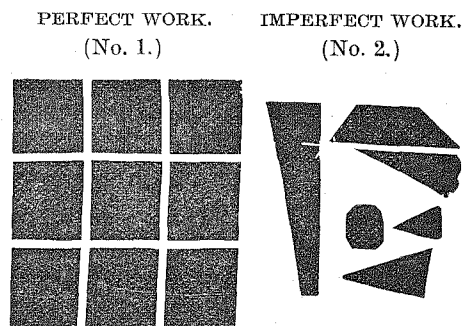 PERFECT WORK.
(No. 1.)
IMPERFECT WORK.
(No. 2.)